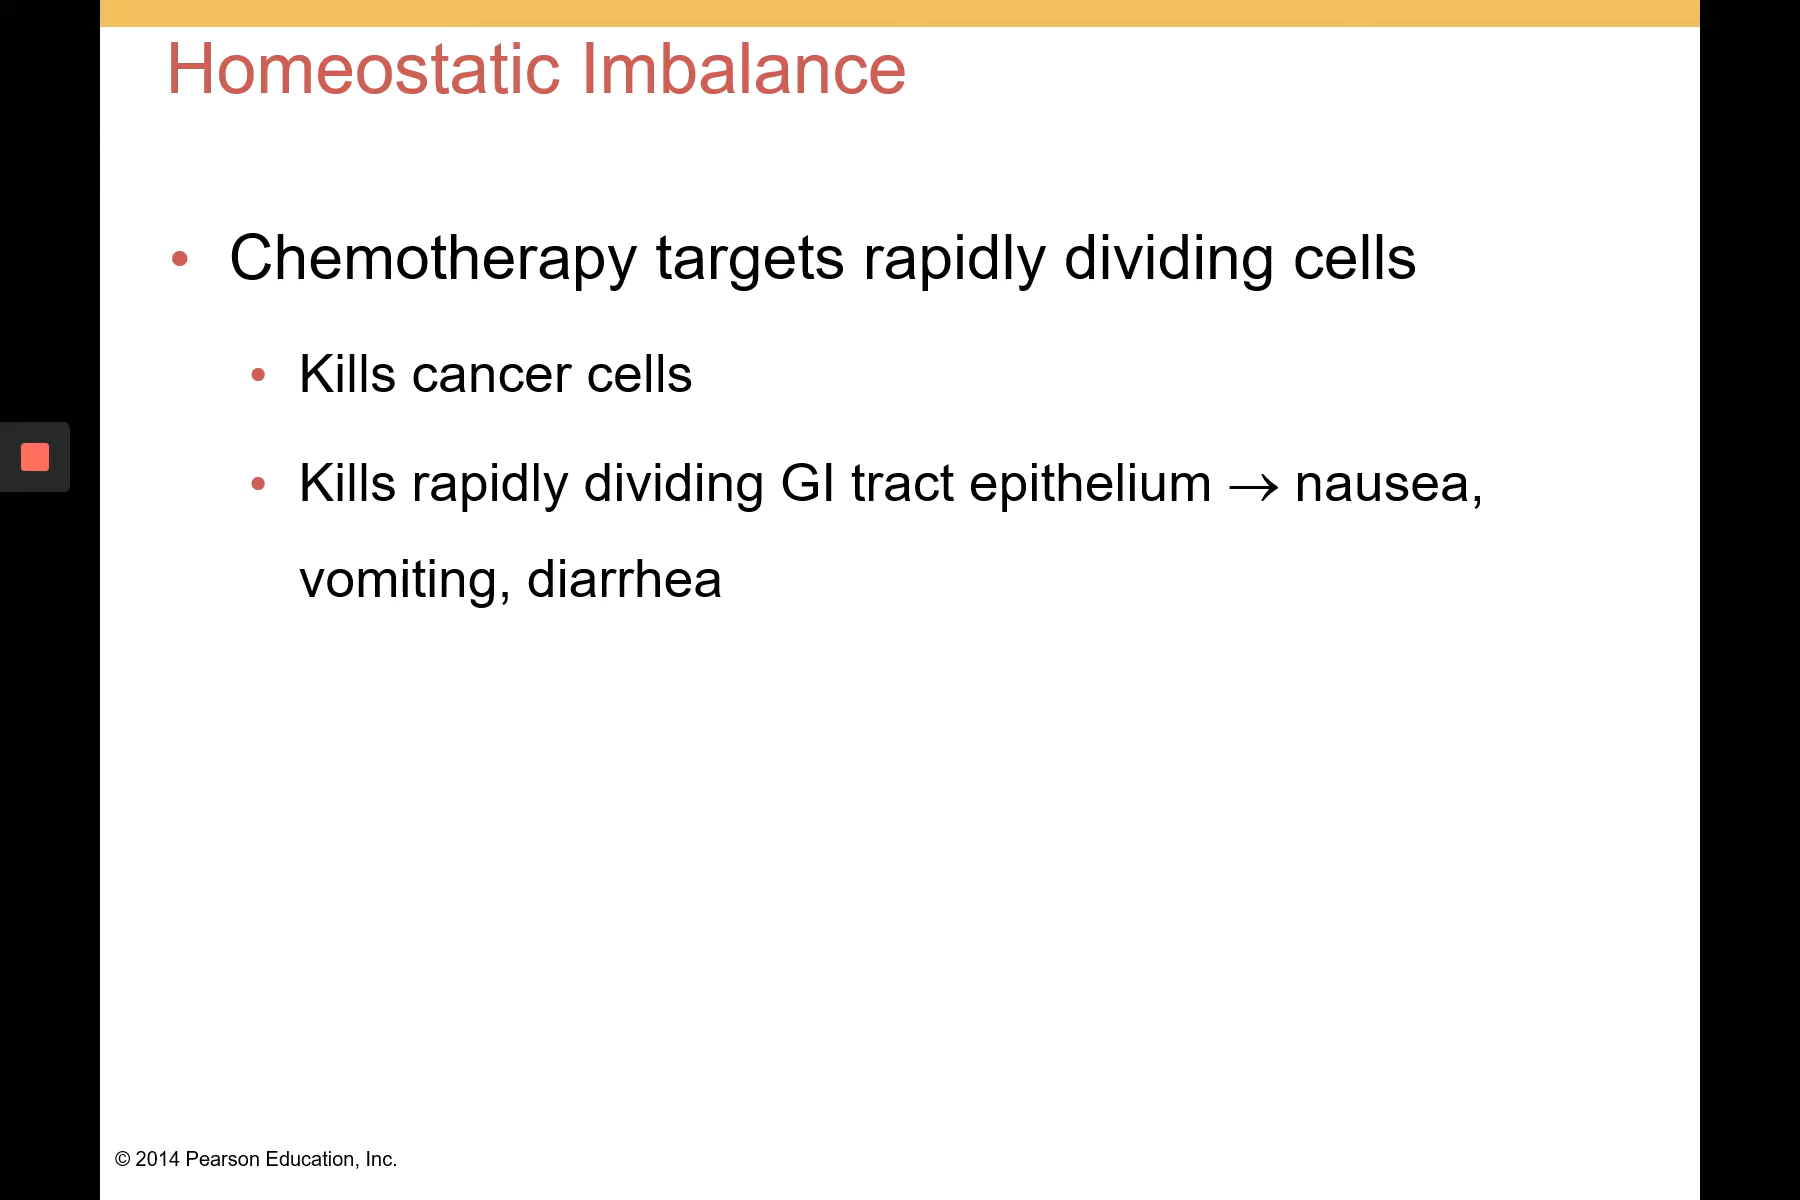 Homeostatic Imbalance
• Chemotherapy targets rapidly dividing cells
• Kills cancer cells
• Kills rapidly dividing GI tract epithelium → nausea,
vomiting, diarrhea
© 2014 Pearson Education, Inc.